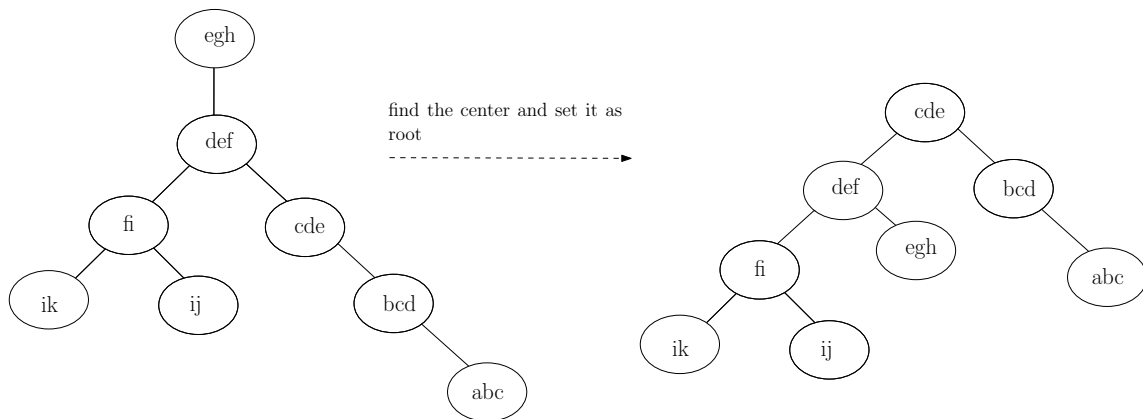 egh
def
fi
cde
ik
ij
bcd
abc
find the center and set it as
root
cde
def
bcd
egh
fi
abc
ik
ij